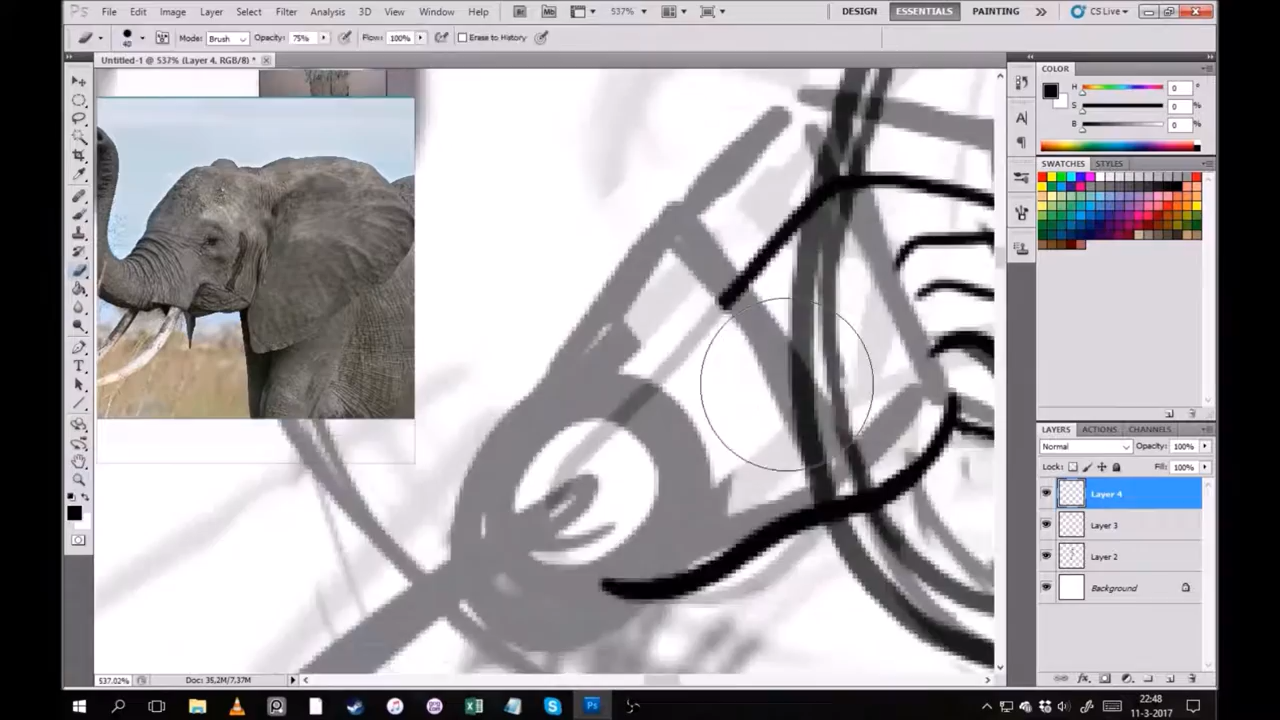 Ps File Edit Image Layer Select Filter Analysis 3D View Window Help Br Mb 537% DESIGN ESSENTIALS PAINTING CS Live
40 Mode: Brush Opacity: 75% Flow: 100% Erase to History
Untitled-1 @ 537% (Layer 4, RGB/8) *
COLOR
H 0 °
S 0 %
B 0 %
SWATCHES STYLES
LAYERS ACTIONS CHANNELS
Normal Opacity: 100%
Lock: Fill: 100%
Layer 4
Layer 3
Layer 2
Background
537.02% Doc: 35,2M/7,37M
22:48
11-3-2017